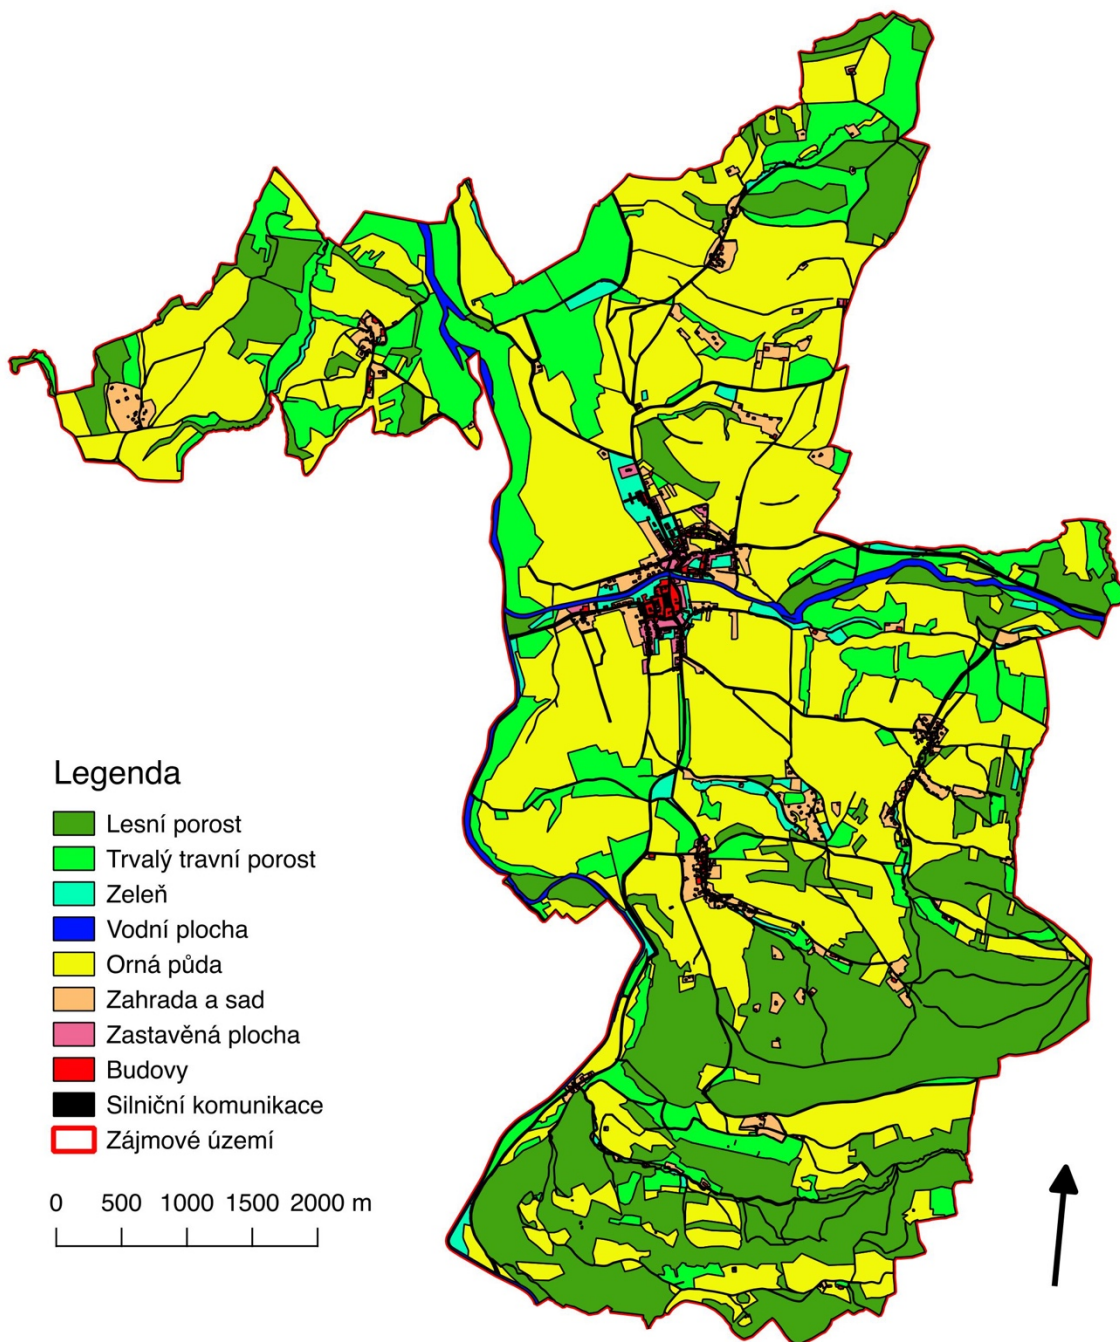 Legenda
Lesní porost
Trvalý travní porost
Zeleň
Vodní plocha
Orná půda
Zahrada a sad
Zastavěná plocha
Budovy
Silniční komunikace
Zájmové území
0 500 1000 1500 2000 m